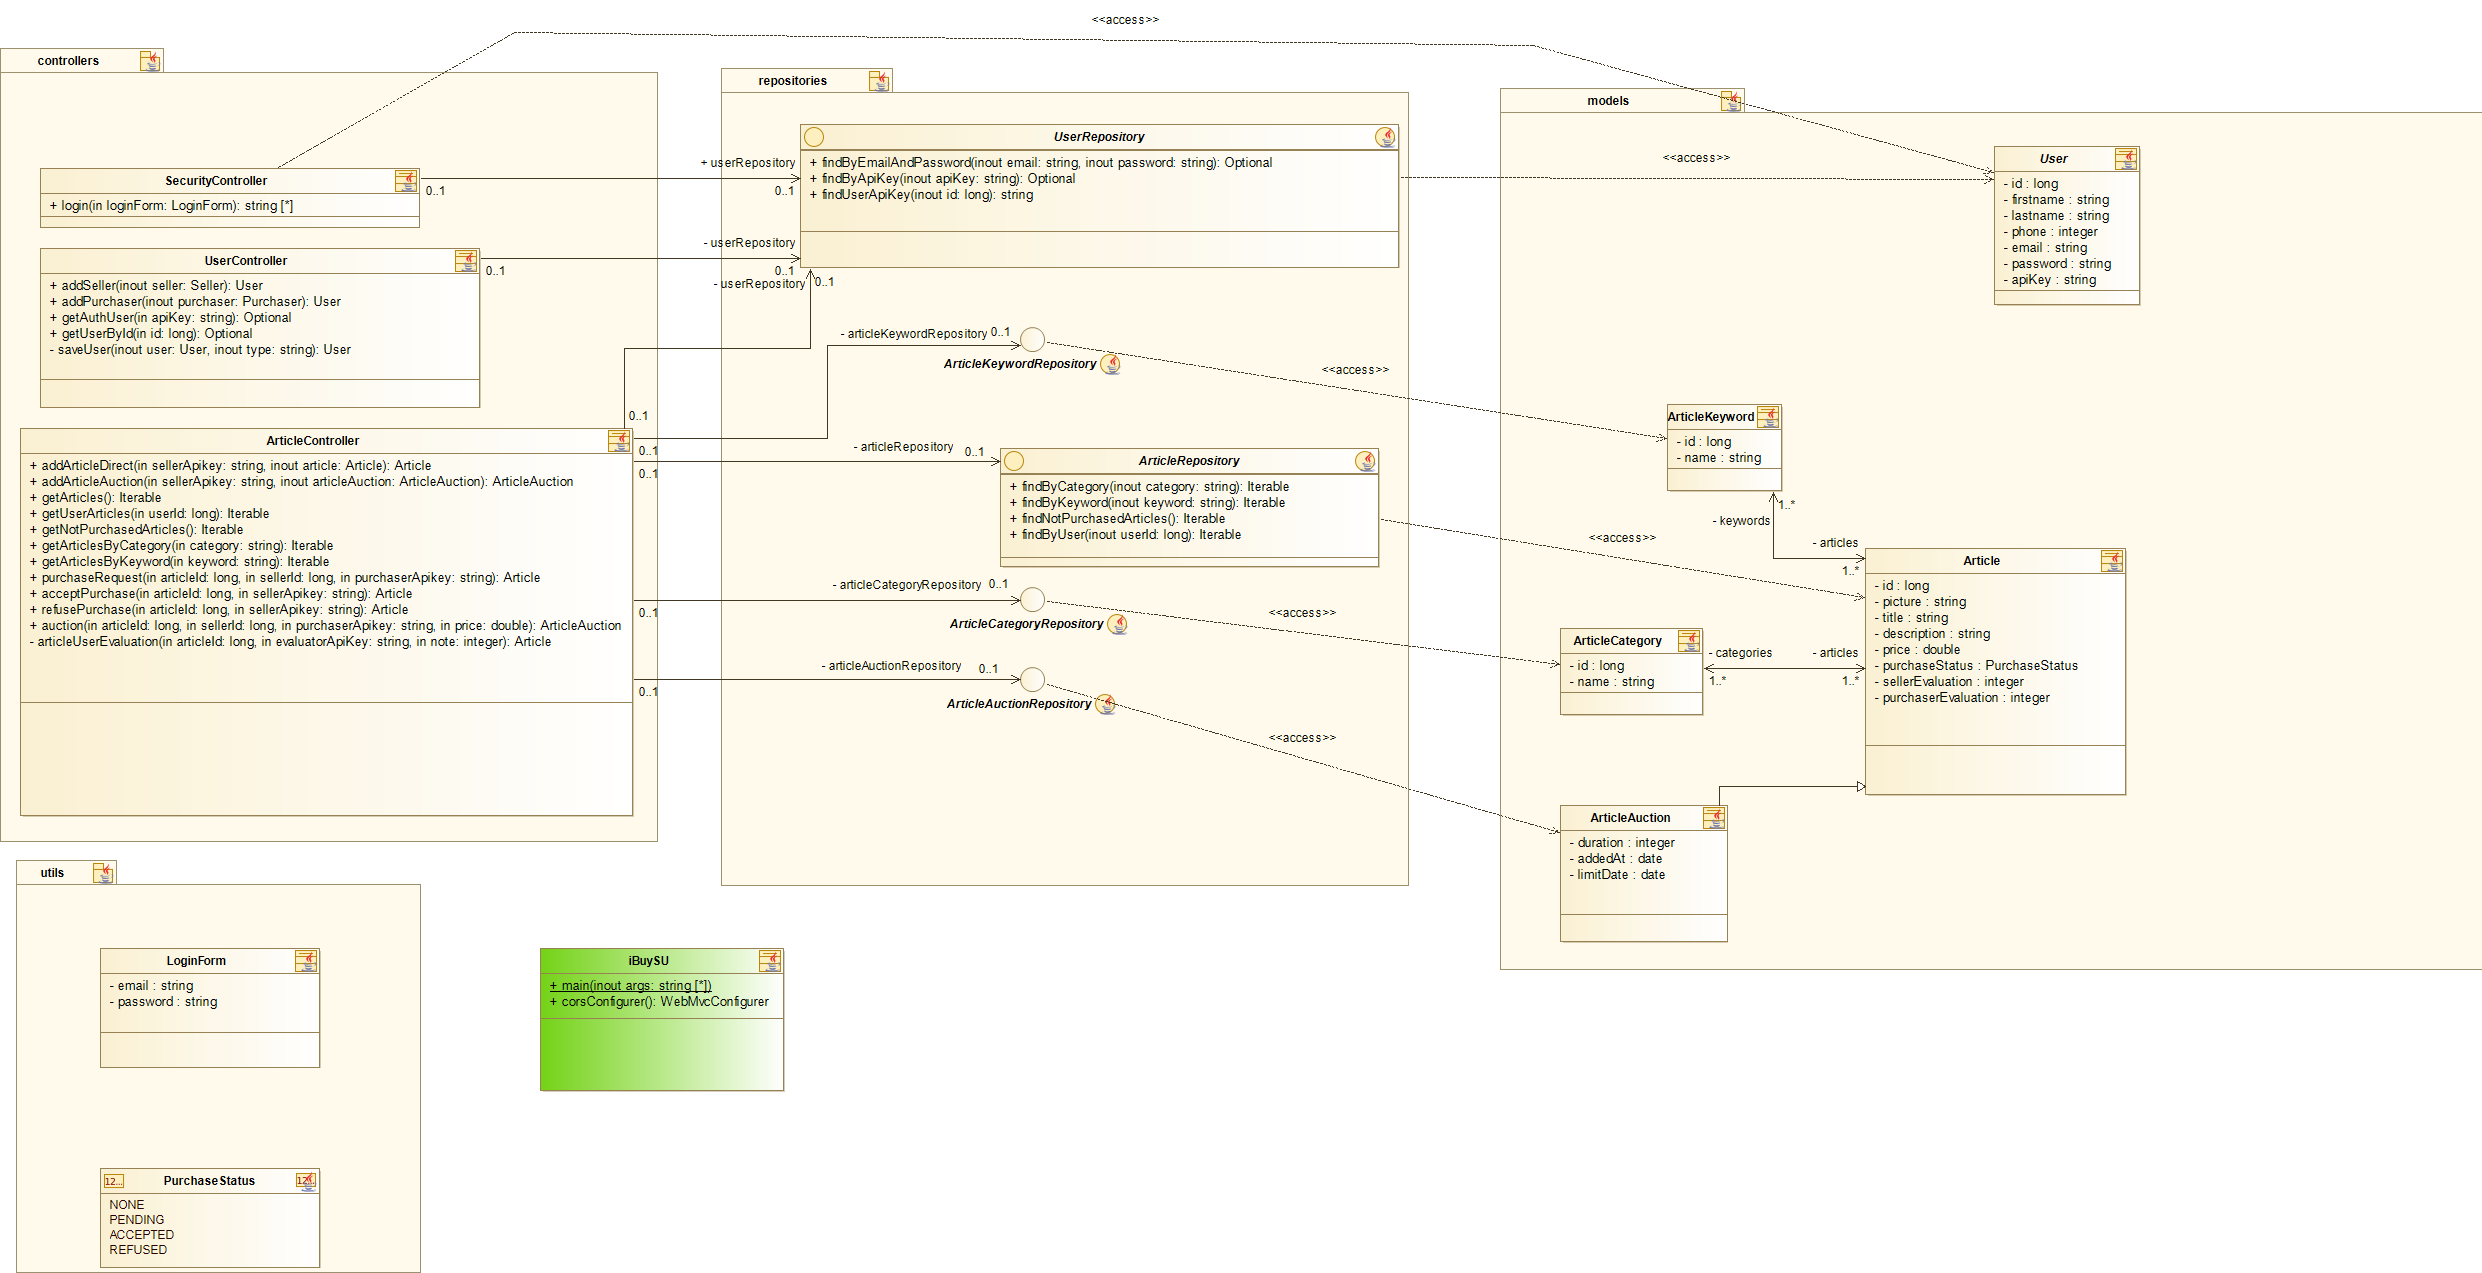 <<access>>
controllers
SecurityController
+ login(in loginForm: LoginForm): string [*]
UserController
+ addSeller(inout seller: Seller): User
+ addPurchaser(inout purchaser: Purchaser): User
+ getAuthUser(in apiKey: string): Optional
+ getUserById(in id: long): Optional
- saveUser(inout user: User, inout type: string): User
ArticleController
+ addArticleDirect(in sellerApikey: string, inout article: Article): Article
+ addArticleAuction(in sellerApikey: string, inout articleAuction: ArticleAuction): ArticleAuction
+ getArticles(): Iterable
+ getUserArticles(in userId: long): Iterable
+ getNotPurchasedArticles(): Iterable
+ getArticlesByCategory(in category: string): Iterable
+ getArticlesByKeyword(in keyword: string): Iterable
+ purchaseRequest(in articleId: long, in sellerId: long, in purchaserApikey: string): Article
+ acceptPurchase(in articleId: long, in sellerApikey: string): Article
+ refusePurchase(in articleId: long, in sellerApikey: string): Article
+ auction(in articleId: long, in sellerId: long, in purchaserApikey: string, in price: double): ArticleAuction
- articleUserEvaluation(in articleId: long, in evaluatorApiKey: string, in note: integer): Article
+ userRepository
0..1
0..1
- userRepository
0..1
0..1
- userRepository
0..1
0..1
- articleKeywordRepository
0..1
0..1
- articleRepository
0..1
0..1
- articleCategoryRepository
0..1
0..1
- articleAuctionRepository
0..1
0..1
repositories
UserRepository
+ findByEmailAndPassword(inout email: string, inout password: string): Optional
+ findByApiKey(inout apiKey: string): Optional
+ findUserApiKey(inout id: long): string
ArticleKeywordRepository
ArticleRepository
+ findByCategory(inout category: string): Iterable
+ findByKeyword(inout keyword: string): Iterable
+ findNotPurchasedArticles(): Iterable
+ findByUser(inout userId: long): Iterable
ArticleCategoryRepository
ArticleAuctionRepository
<<access>>
<<access>>
<<access>>
<<access>>
<<access>>
models
User
- id : long
- firstname : string
- lastname : string
- phone : integer
- email : string
- password : string
- apiKey : string
ArticleKeyword
- id : long
- name : string
1..*
- keywords
- articles
1..*
Article
- id : long
- picture : string
- title : string
- description : string
- price : double
- purchaseStatus : PurchaseStatus
- sellerEvaluation : integer
- purchaserEvaluation : integer
ArticleCategory
- id : long
- name : string
- categories
1..*
- articles
1..*
ArticleAuction
- duration : integer
- addedAt : date
- limitDate : date
utils
LoginForm
- email : string
- password : string
12...
PurchaseStatus
NONE
PENDING
ACCEPTED
REFUSED
iBuySU
+ main(inout args: string [*])
+ corsConfigurer(): WebMvcConfigurer